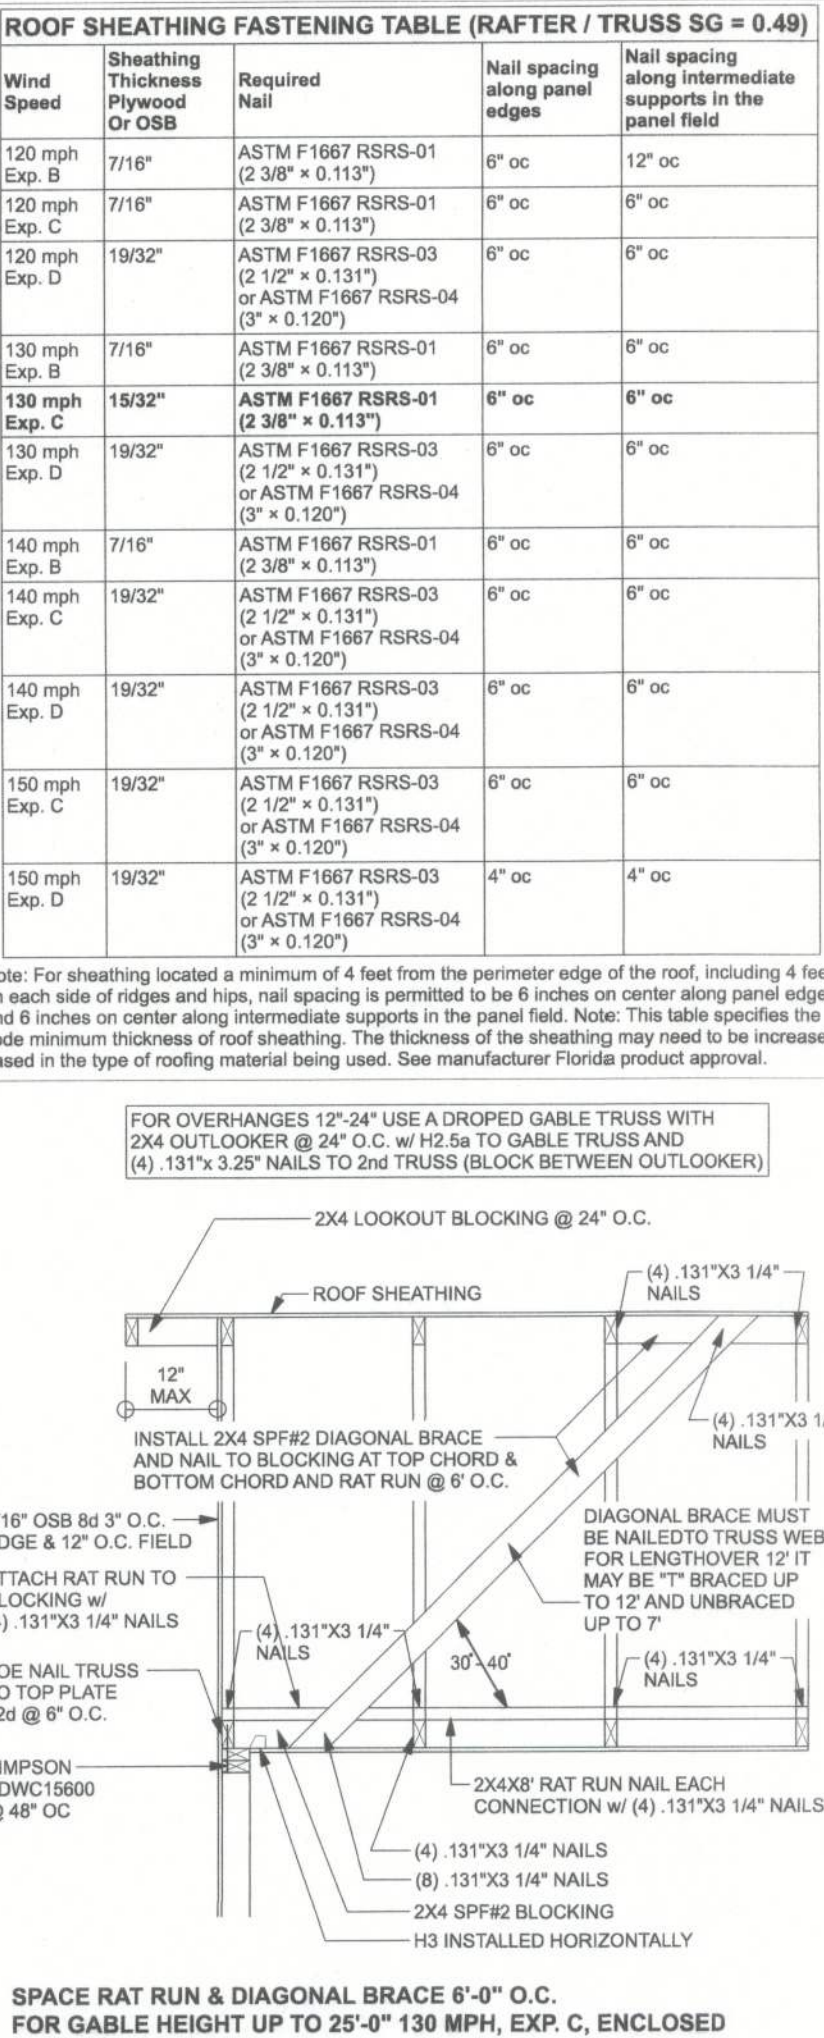 ROOF SHEATHING FASTENING TABLE (RAFTER / TRUSS SG = 0.49)
Wind Speed | Sheathing Thickness Plywood Or OSB | Required Nail | Nail spacing along panel edges | Nail spacing along intermediate supports in the panel field
120 mph Exp. B | 7/16" | ASTM F1667 RSRS-01 (2 3/8" × 0.113") | 6" oc | 12" oc
120 mph Exp. C | 7/16" | ASTM F1667 RSRS-01 (2 3/8" × 0.113") | 6" oc | 6" oc
120 mph Exp. D | 19/32" | ASTM F1667 RSRS-03 (2 1/2" × 0.131") or ASTM F1667 RSRS-04 (3" × 0.120") | 6" oc | 6" oc
130 mph Exp. B | 7/16" | ASTM F1667 RSRS-01 (2 3/8" × 0.113") | 6" oc | 6" oc
130 mph Exp. C | 15/32" | ASTM F1667 RSRS-01 (2 3/8" × 0.113") | 6" oc | 6" oc
130 mph Exp. D | 19/32" | ASTM F1667 RSRS-03 (2 1/2" × 0.131") or ASTM F1667 RSRS-04 (3" × 0.120") | 6" oc | 6" oc
140 mph Exp. B | 7/16" | ASTM F1667 RSRS-01 (2 3/8" × 0.113") | 6" oc | 6" oc
140 mph Exp. C | 19/32" | ASTM F1667 RSRS-03 (2 1/2" × 0.131") or ASTM F1667 RSRS-04 (3" × 0.120") | 6" oc | 6" oc
140 mph Exp. D | 19/32" | ASTM F1667 RSRS-03 (2 1/2" × 0.131") or ASTM F1667 RSRS-04 (3" × 0.120") | 6" oc | 6" oc
150 mph Exp. C | 19/32" | ASTM F1667 RSRS-03 (2 1/2" × 0.131") or ASTM F1667 RSRS-04 (3" × 0.120") | 6" oc | 6" oc
150 mph Exp. D | 19/32" | ASTM F1667 RSRS-03 (2 1/2" × 0.131") or ASTM F1667 RSRS-04 (3" × 0.120") | 4" oc | 4" oc
ote: For sheathing located a minimum of 4 feet from the perimeter edge of the roof, including 4 fee
n each side of ridges and hips, nail spacing is permitted to be 6 inches on center along panel edge
nd 6 inches on center along intermediate supports in the panel field. Note: This table specifies the
ode minimum thickness of roof sheathing. The thickness of the sheathing may need to be increase
ased in the type of roofing material being used. See manufacturer Florida product approval.
FOR OVERHANGES 12"-24" USE A DROPED GABLE TRUSS WITH
2X4 OUTLOOKER @ 24" O.C. w/ H2.5a TO GABLE TRUSS AND
(4) .131"x 3.25" NAILS TO 2nd TRUSS (BLOCK BETWEEN OUTLOOKER)
2X4 LOOKOUT BLOCKING @ 24" O.C.
(4) .131"X3 1/4"
NAILS
ROOF SHEATHING
12"
MAX
(4) .131"X3 1/
NAILS
INSTALL 2X4 SPF#2 DIAGONAL BRACE
AND NAIL TO BLOCKING AT TOP CHORD &
BOTTOM CHORD AND RAT RUN @ 6' O.C.
/16" OSB 8d 3" O.C.
DGE & 12" O.C. FIELD
DIAGONAL BRACE MUST
BE NAILEDTO TRUSS WEB
FOR LENGTHOVER 12' IT
MAY BE "T" BRACED UP
TO 12' AND UNBRACED
UP TO 7'
TTACH RAT RUN TO
LOCKING w/
) .131"X3 1/4" NAILS
(4) .131"X3 1/4"
NAILS
30°- 40°
(4) .131"X3 1/4"
NAILS
OE NAIL TRUSS
O TOP PLATE
2d @ 6" O.C.
IMPSON
DWC15600
@ 48" OC
2X4X8' RAT RUN NAIL EACH
CONNECTION w/ (4) .131"X3 1/4" NAILS
(4) .131"X3 1/4" NAILS
(8) .131"X3 1/4" NAILS
2X4 SPF#2 BLOCKING
H3 INSTALLED HORIZONTALLY
SPACE RAT RUN & DIAGONAL BRACE 6'-0" O.C.
FOR GABLE HEIGHT UP TO 25'-0" 130 MPH, EXP. C, ENCLOSED